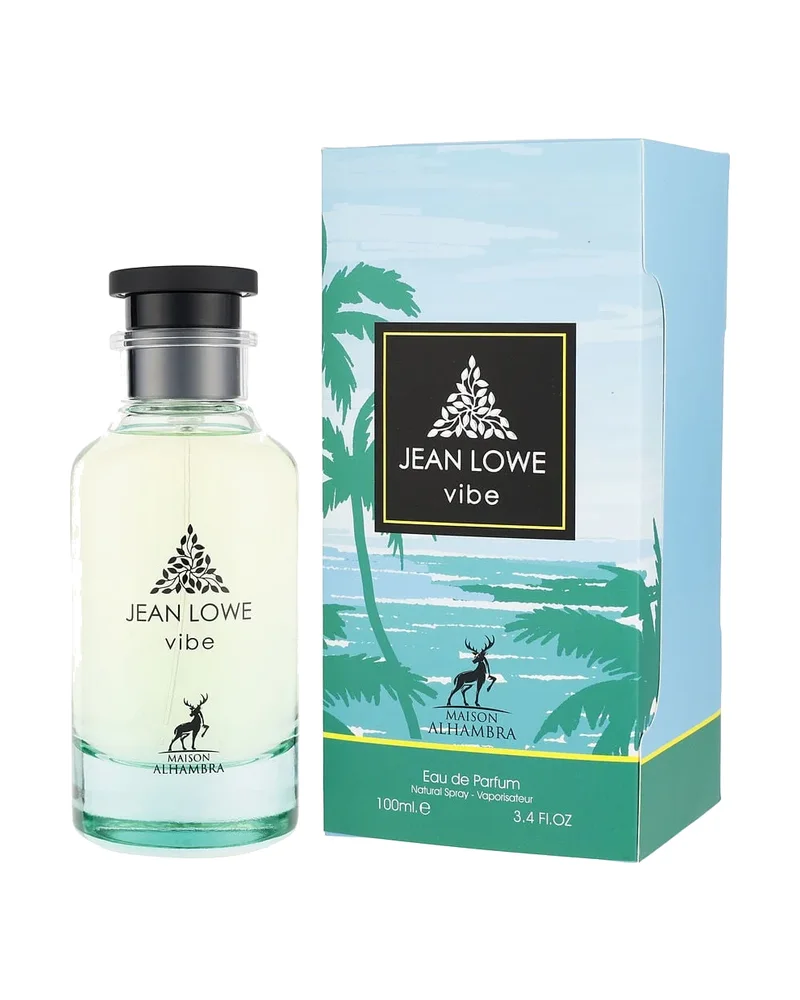 JEAN LOWE
vibe
MAISON
ALHAMBRA
JEAN LOWE
vibe
MAISON
ALHAMBRA
Eau de Parfum
Natural Spray - Vaporisateur
100ml.e
3.4 Fl.OZ